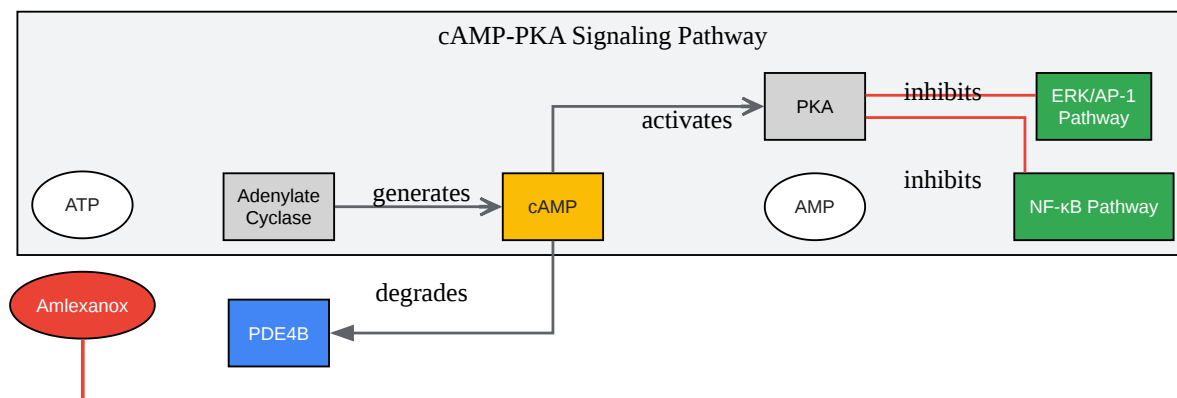 cAMP-PKA Signaling Pathway
PKA
inhibits
ERK/AP-1
Pathway
activates
ATP
Adenylate
Cyclase
generates
cAMP
AMP
inhibits
NF-κB Pathway
Amlexanox
degrades
PDE4B